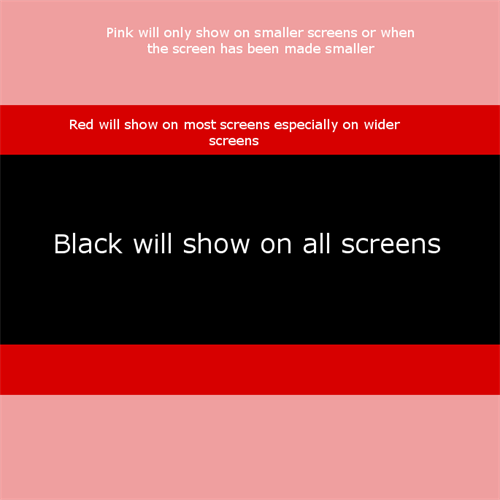 Pink will only show on smaller screens or when
the screen has been made smaller
Red will show on most screens especially on wider
screens
Black will show on all screens